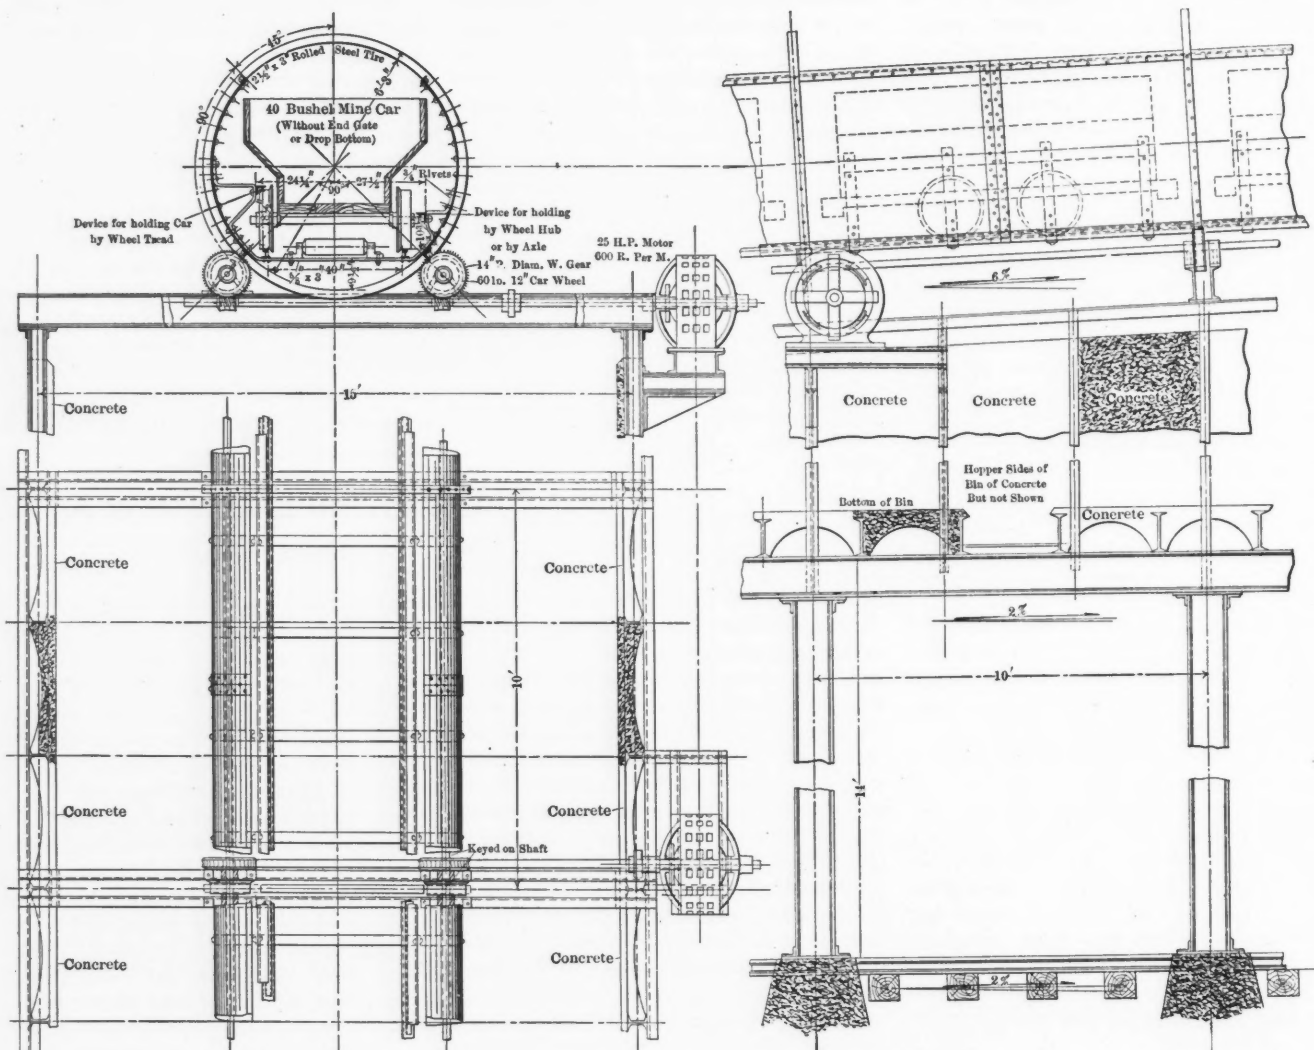 45°
2½" x 3" Rolled Steel Tire
90°
40 Bushel Mine Car
(Without End Gate
or Drop Bottom)
24¼"
27½"
90
Rivets
Device for holding Car
by Wheel Tread
Device for holding
by Wheel Hub
or by Axle
14" P. Diam. W. Gear
60 lb. 12" Car Wheel
40"
25 H.P. Motor
600 R. Per M.
15'
Concrete
Concrete
Concrete
10'
Concrete
Concrete
Keyed on Shaft
Concrete
Concrete
6%
Concrete
Concrete
Concrete
Hopper Sides of
Bin of Concrete
But not Shown
Bottom of Bin
Concrete
2%
10'
14'
2%